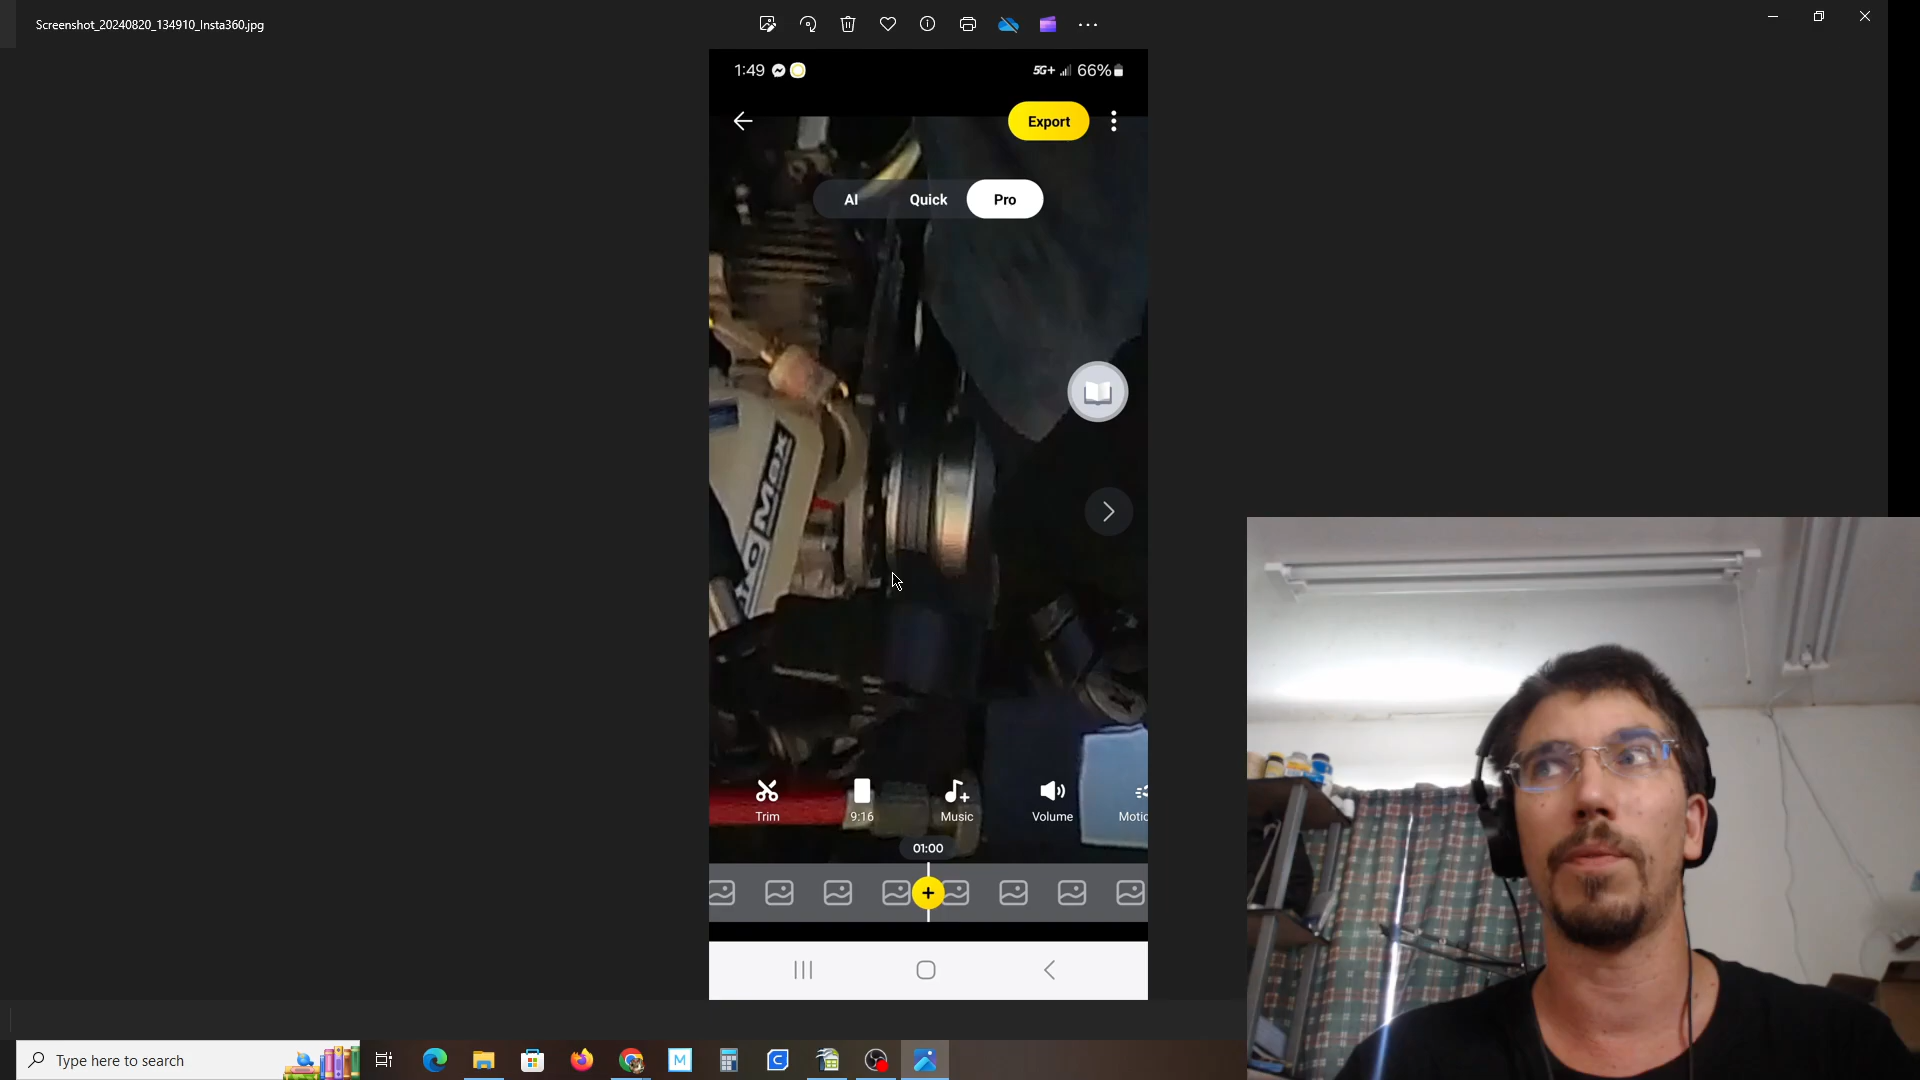 Screenshot_20240820_134910_Insta360.jpg
1:49
5G+ 66%
Export
AI Quick Pro
Trim 9:16 Music Volume Motic
01:00
Type here to search